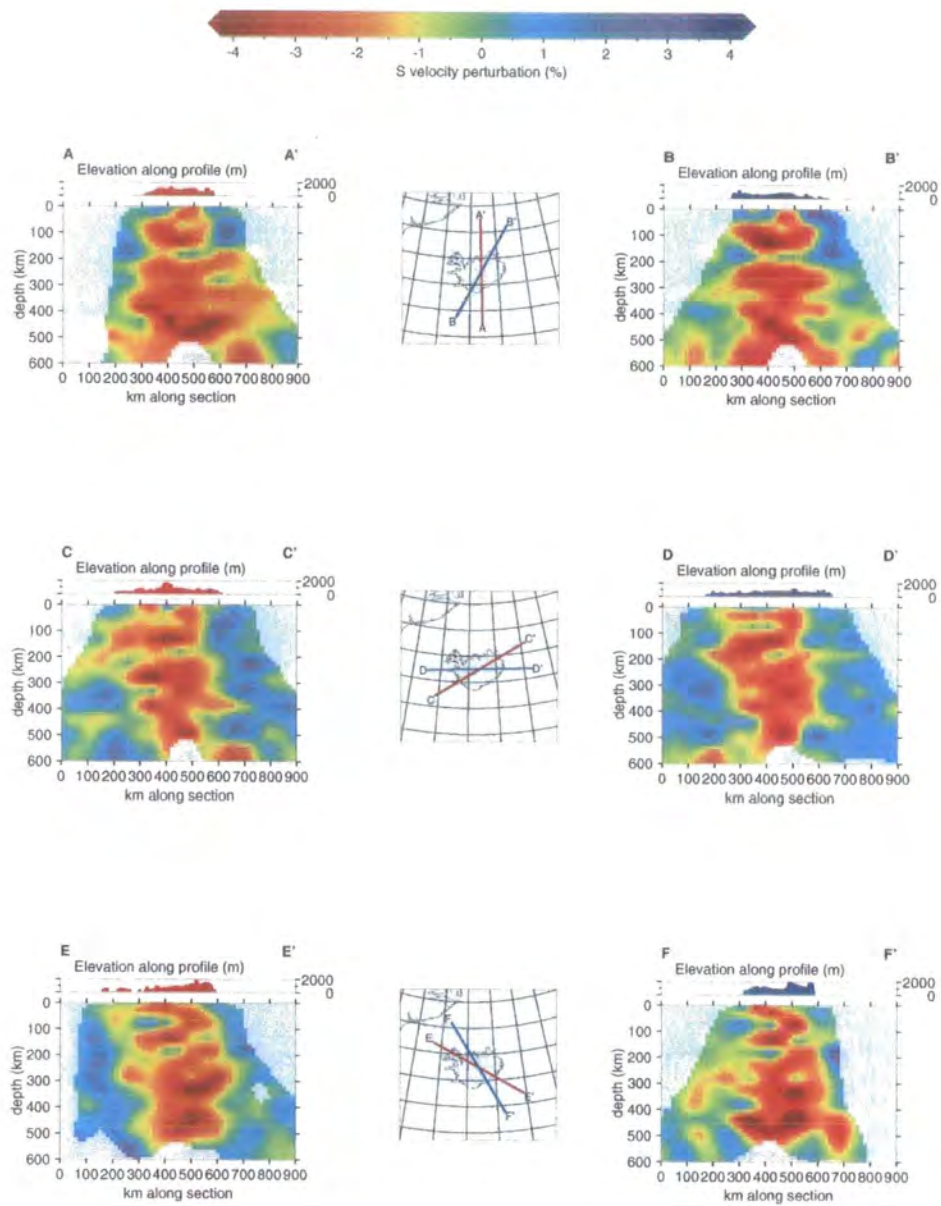 -4 -3 -2 -1 0 1 2 3 4
S velocity perturbation (%)
A A'
Elevation along profile (m)
2000
0
0
100
200
300
400
500
600
depth (km)
0 100 200 300 400 500 600 700 800 900
km along section
A'
B'
B
A
B B'
Elevation along profile (m)
2000
0
0
100
200
300
400
500
600
depth (km)
0 100 200 300 400 500 600 700 800 900
km along section
C C'
Elevation along profile (m)
2000
0
0
100
200
300
400
500
600
depth (km)
0 100 200 300 400 500 600 700 800 900
km along section
C'
D D'
C
D D'
Elevation along profile (m)
2000
0
0
100
200
300
400
500
600
depth (km)
0 100 200 300 400 500 600 700 800 900
km along section
E E'
Elevation along profile (m)
2000
0
0
100
200
300
400
500
600
depth (km)
0 100 200 300 400 500 600 700 800 900
km along section
F
E
E'
F'
F F'
Elevation along profile (m)
2000
0
0
100
200
300
400
500
600
depth (km)
0 100 200 300 400 500 600 700 800 900
km along section